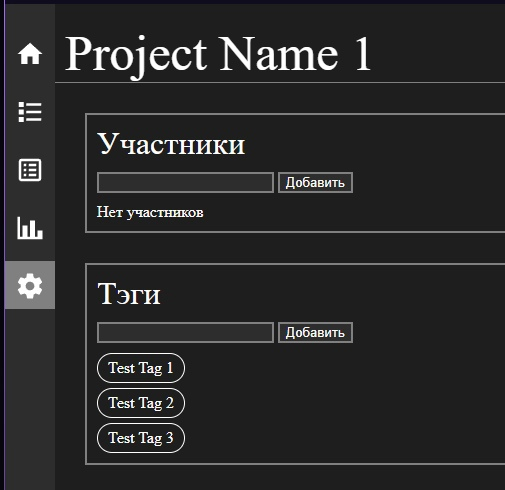 Project Name 1
Участники
Добавить
Нет участников
Тэги
Добавить
Test Tag 1
Test Tag 2
Test Tag 3